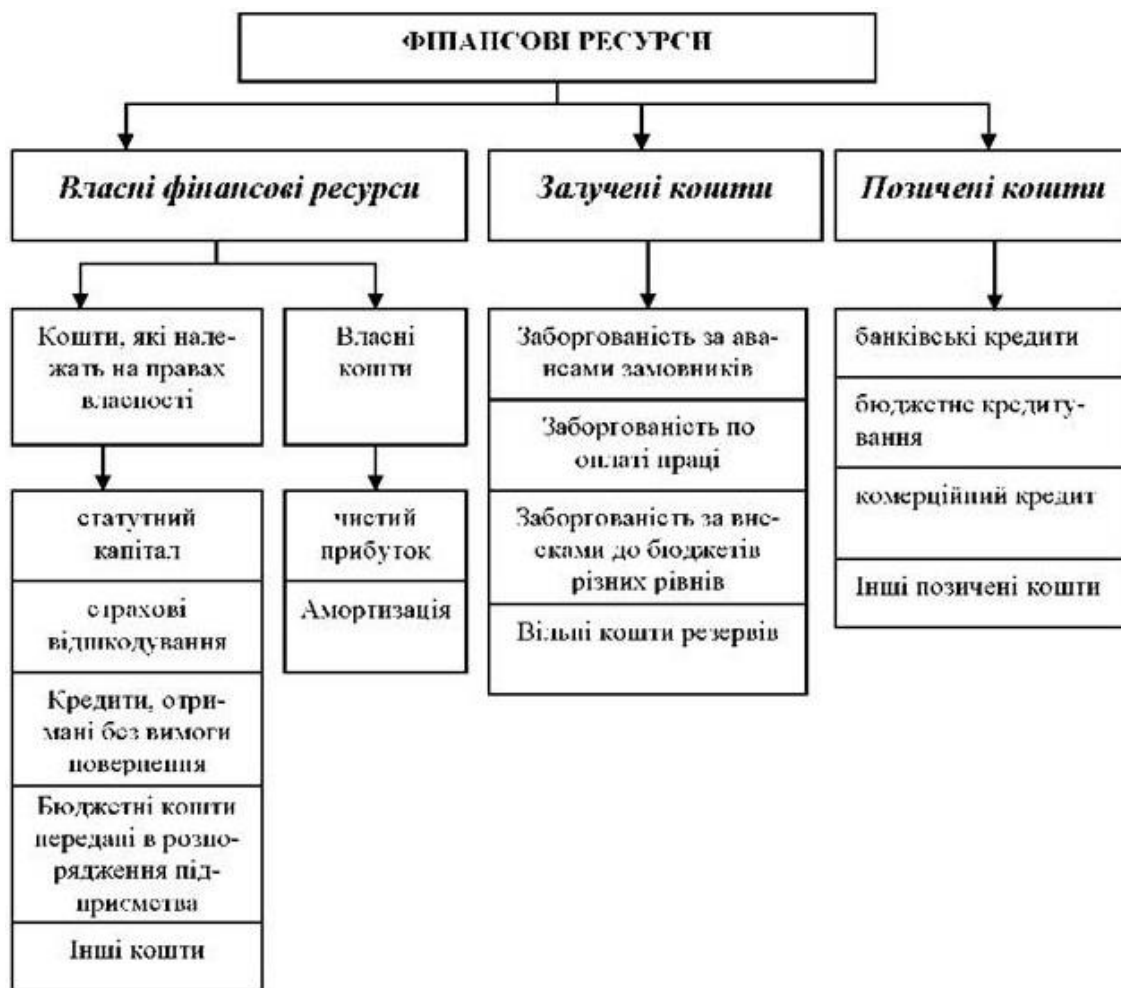 ФІНАНСОВІ РЕСУРСИ
Власні фінансові ресурси
Залучені кошти
Позичені кошти
Кошти, які нале-
жать на правах
власності
Власні
кошти
статутний
капітал
страхові
відшкодування
Кредити, отри-
мані без вимоги
повернення
Бюджетні кошти
передані в розпо-
рядження під-
приємства
Інші кошти
чистий
прибуток
Амортизація
Заборгованість за ава-
нсами замовників
Заборгованість по
оплаті праці
Заборгованість за вне-
сками до бюджетів
різних рівнів
Вільні кошти резервів
банківські кредити
бюджетне кредиту-
вання
комерційний кредит
Інші позичені кошти